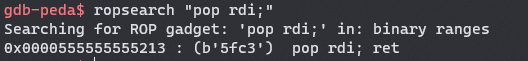 gdb-peda$ ropsearch "pop rdi;"
Searching for ROP gadget: 'pop rdi;' in: binary ranges
0x0000555555555213 : (b'5fc3')  pop rdi; ret